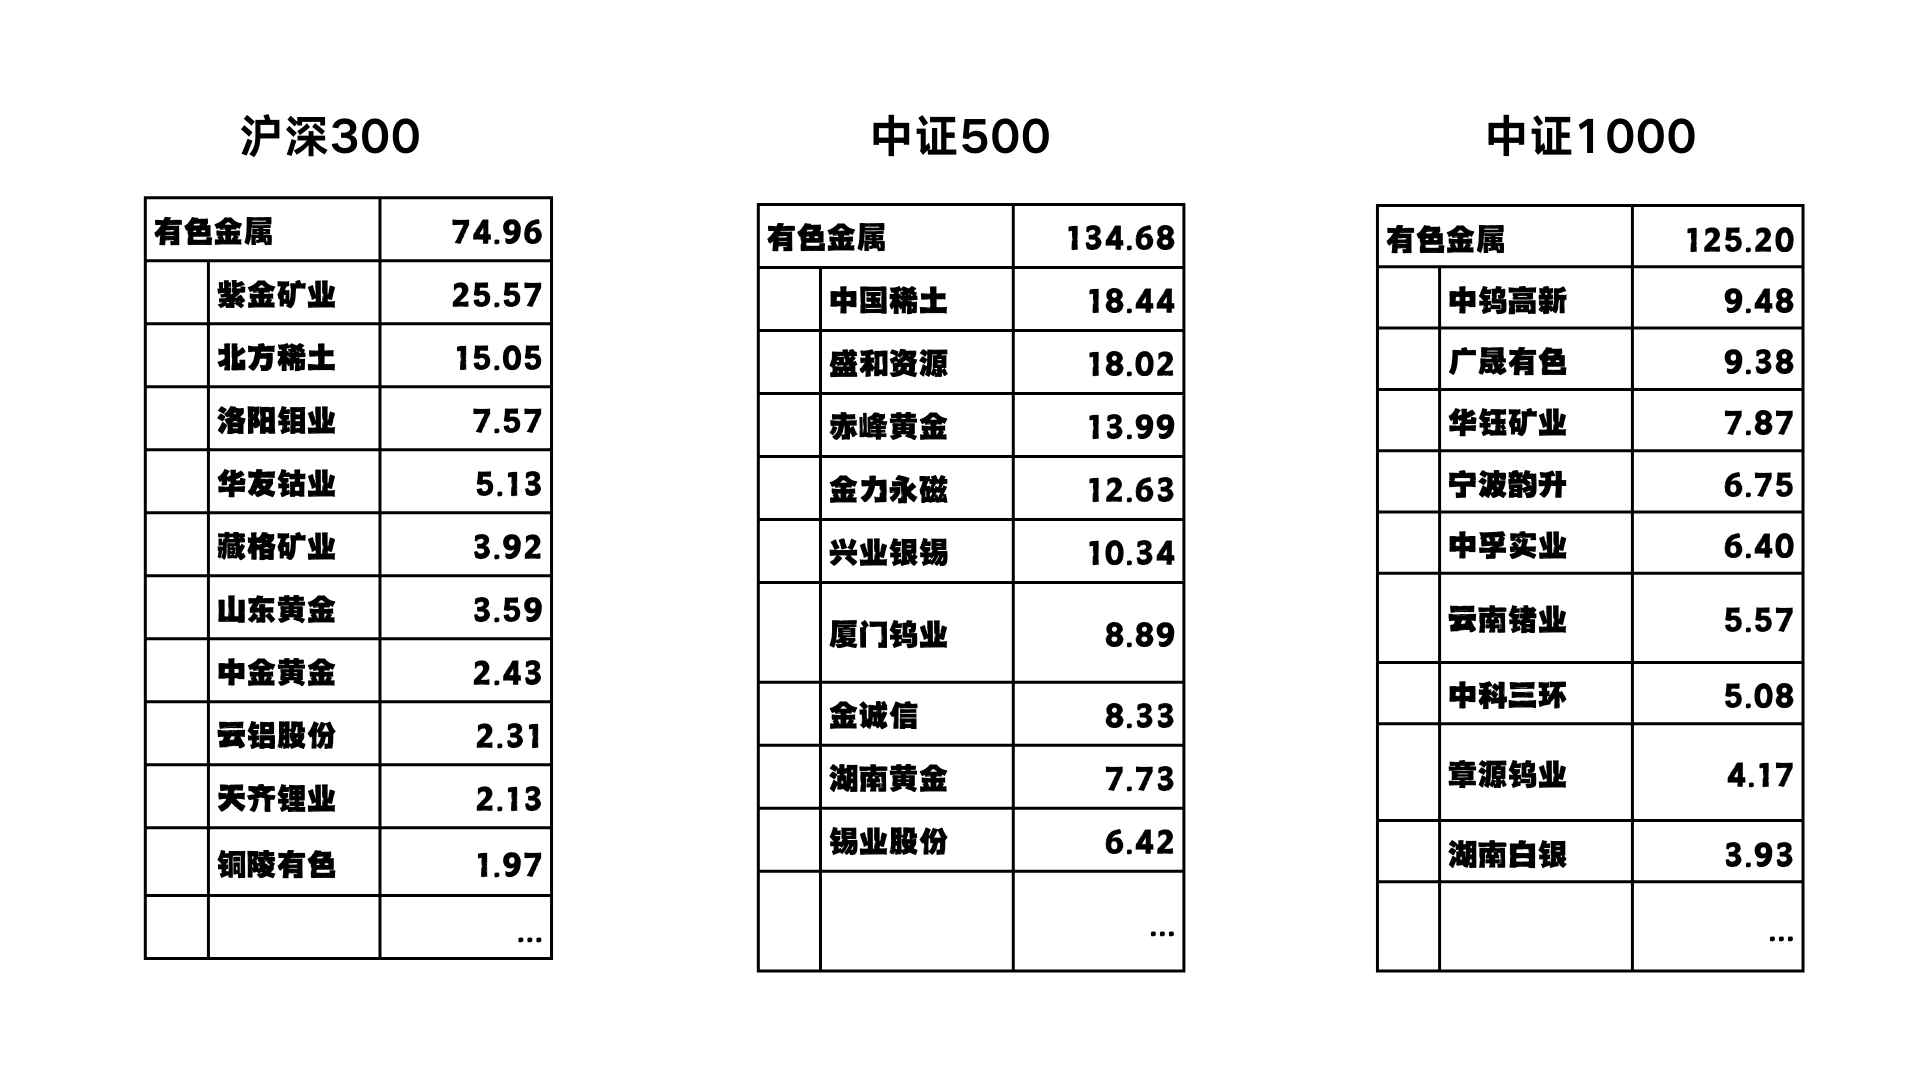 沪深300
有色金属 74.96
紫金矿业 25.57
北方稀土 15.05
洛阳钼业 7.57
华友钴业 5.13
藏格矿业 3.92
山东黄金 3.59
中金黄金 2.43
云铝股份 2.31
天齐锂业 2.13
铜陵有色 1.97
...
中证500
有色金属 134.68
中国稀土 18.44
盛和资源 18.02
赤峰黄金 13.99
金力永磁 12.63
兴业银锡 10.34
厦门钨业 8.89
金诚信 8.33
湖南黄金 7.73
锡业股份 6.42
...
中证1000
有色金属 125.20
中钨高新 9.48
广晟有色 9.38
华钰矿业 7.87
宁波韵升 6.75
中孚实业 6.40
云南锗业 5.57
中科三环 5.08
章源钨业 4.17
湖南白银 3.93
...